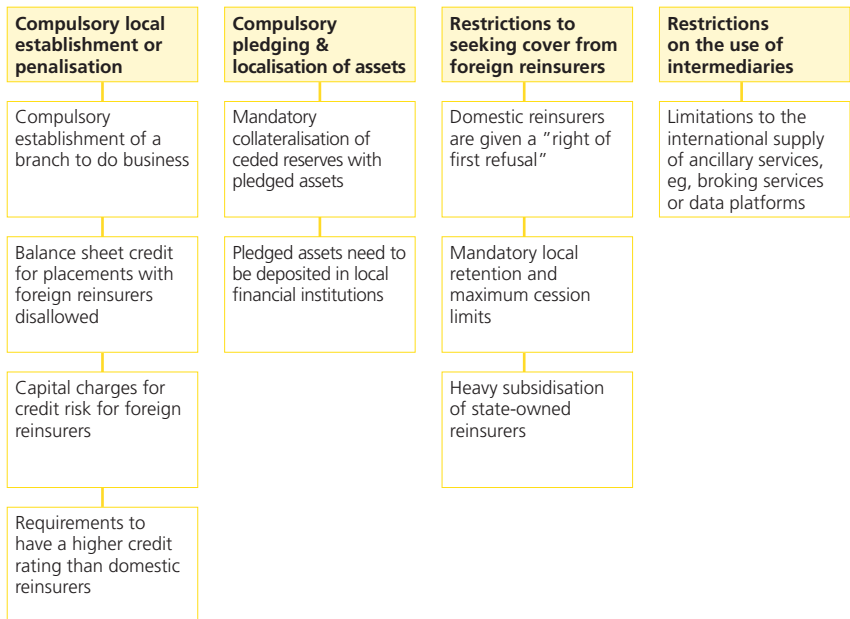 Compulsory local
establishment or
penalisation
Compulsory
establishment of a
branch to do business
Balance sheet credit
for placements with
foreign reinsurers
disallowed
Capital charges for
credit risk for foreign
reinsurers
Requirements to
have a higher credit
rating than domestic
reinsurers
Compulsory
pledging &
localisation of assets
Mandatory
collateralisation of
ceded reserves with
pledged assets
Pledged assets need to
be deposited in local
financial institutions
Restrictions to
seeking cover from
foreign reinsurers
Domestic reinsurers
are given a ”right of
first refusal”
Mandatory local
retention and
maximum cession
limits
Heavy subsidisation
of state-owned
reinsurers
Restrictions
on the use of
intermediaries
Limitations to the
international supply
of ancillary services,
eg, broking services
or data platforms